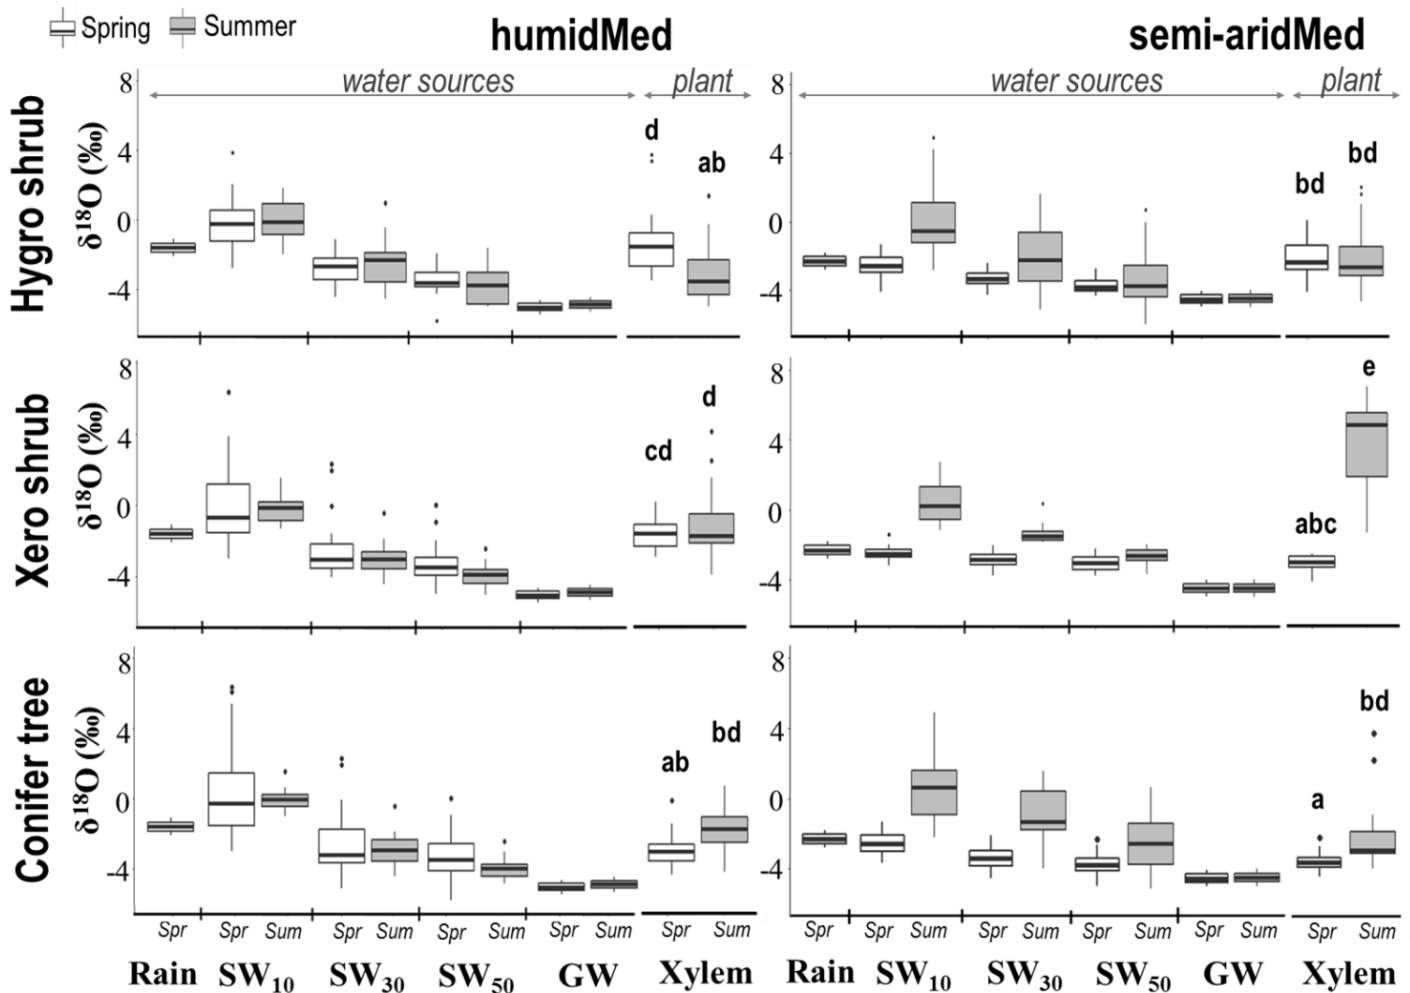 Spring Summer humidMed semi-aridMed
water sources plant water sources plant
Hygro shrub
δ¹⁸O (‰)
8
4
0
-4
d
ab
8
4
0
-4
bd
bd
Xero shrub
δ¹⁸O (‰)
8
4
0
-4
cd
d
8
4
0
-4
abc
e
Conifer tree
δ¹⁸O (‰)
8
4
0
-4
ab
bd
8
4
0
-4
a
bd
Spr Spr Sum Spr Sum Spr Sum Spr Sum Spr Sum Spr Spr Sum Spr Sum Spr Sum Spr Sum Spr Sum
Rain SW₁₀ SW₃₀ SW₅₀ GW Xylem Rain SW₁₀ SW₃₀ SW₅₀ GW Xylem